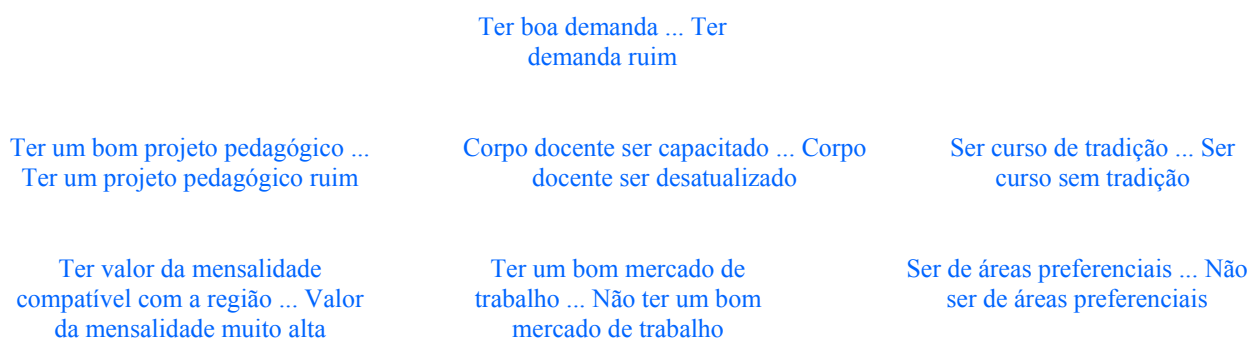 Ter boa demanda ... Ter
demanda ruim
Ter um bom projeto pedagógico ...
Ter um projeto pedagógico ruim
Corpo docente ser capacitado ... Corpo
docente ser desatualizado
Ser curso de tradição ... Ser
curso sem tradição
Ter valor da mensalidade
compatível com a região ... Valor
da mensalidade muito alta
Ter um bom mercado de
trabalho ... Não ter um bom
mercado de trabalho
Ser de áreas preferenciais ... Não
ser de áreas preferenciais